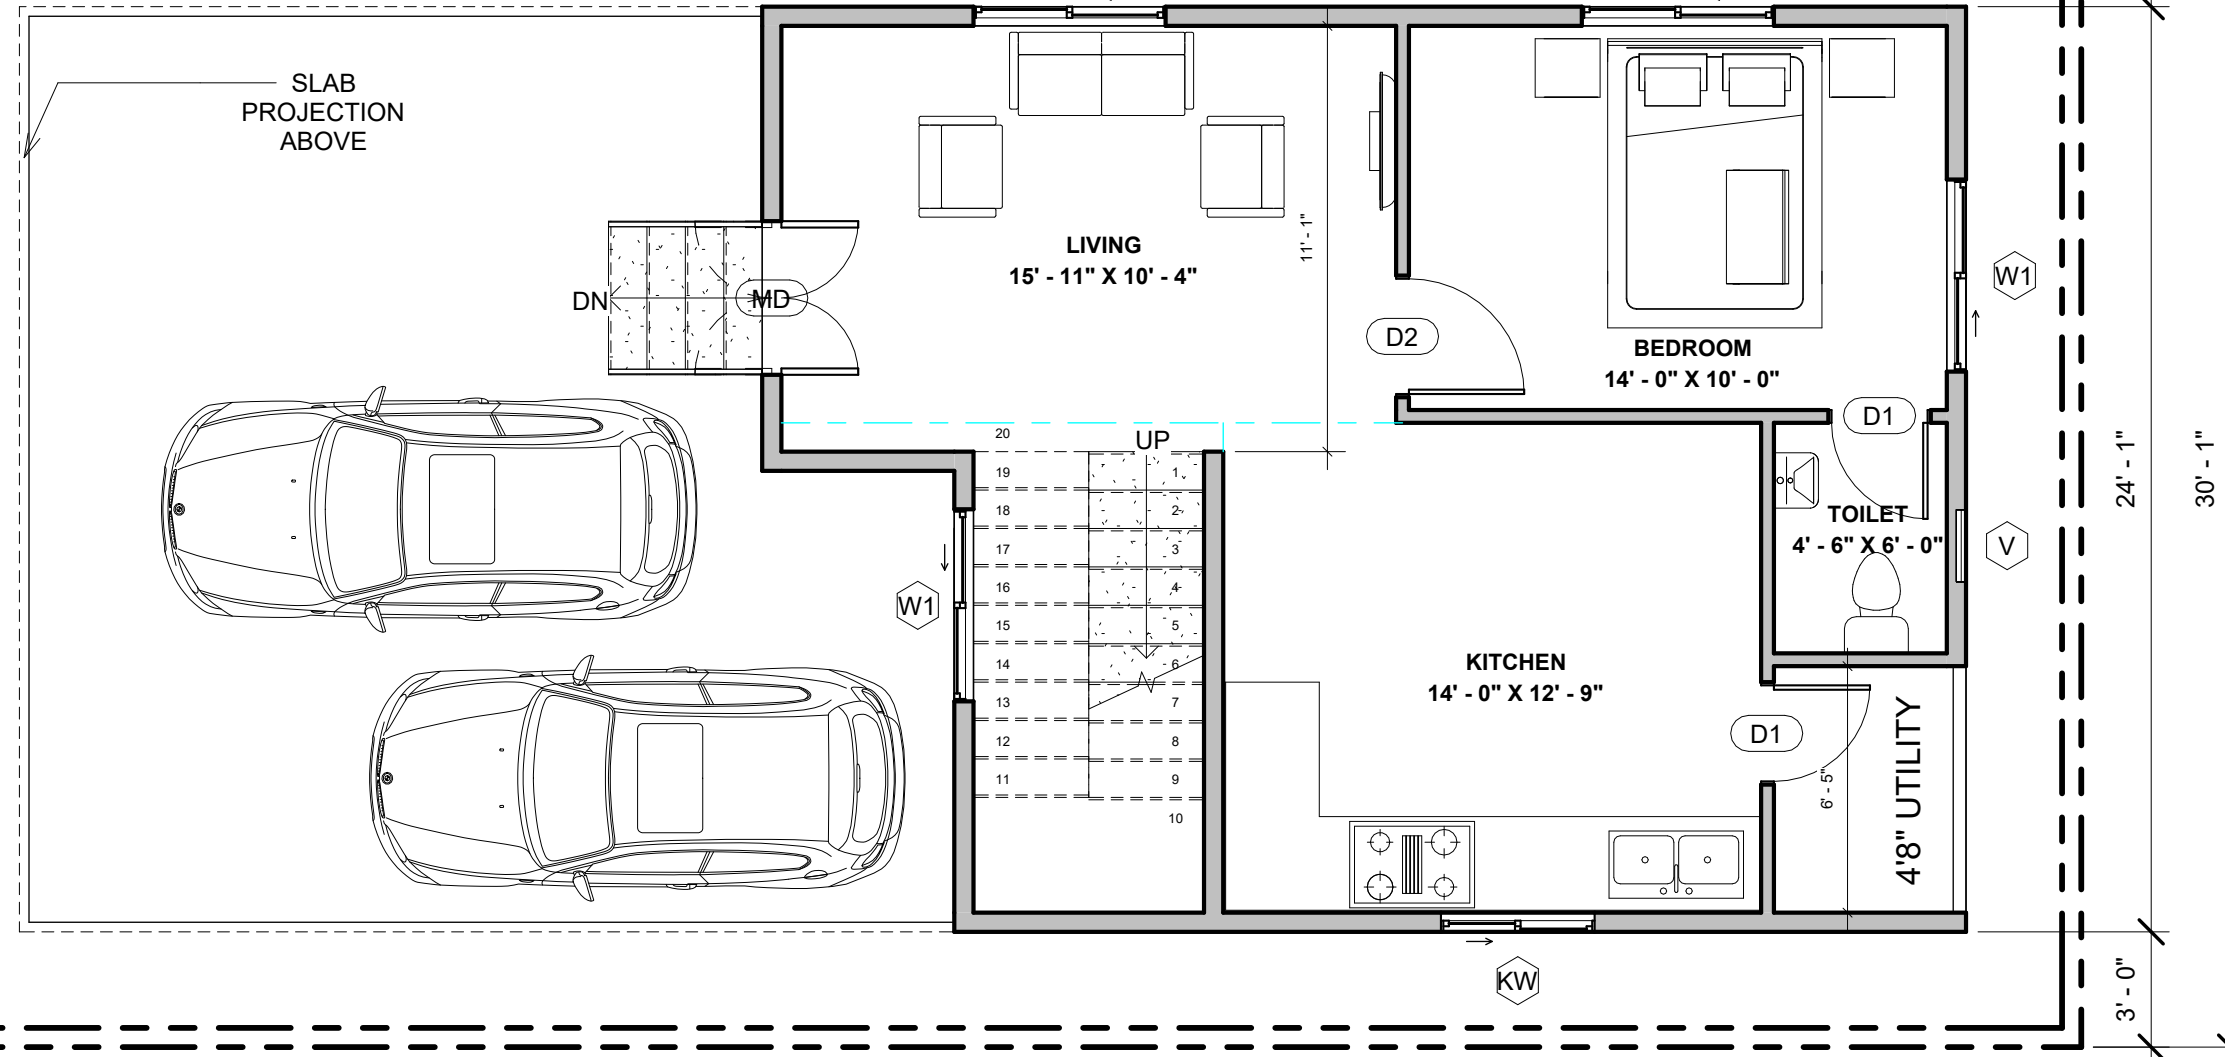 SLAB
PROJECTION
ABOVE
LIVING
15' - 11" X 10' - 4"
11' - 1"
DN
MD
D2
BEDROOM
14' - 0" X 10' - 0"
W1
D1
UP
20
19
18
17
16
15
14
13
12
11
1
2
3
4
5
6
7
8
9
10
W1
TOILET
4' - 6" X 6' - 0"
V
KITCHEN
14' - 0" X 12' - 9"
D1
6' - 5"
4'8" UTILITY
KW
24' - 1"
30' - 1"
3' - 0"